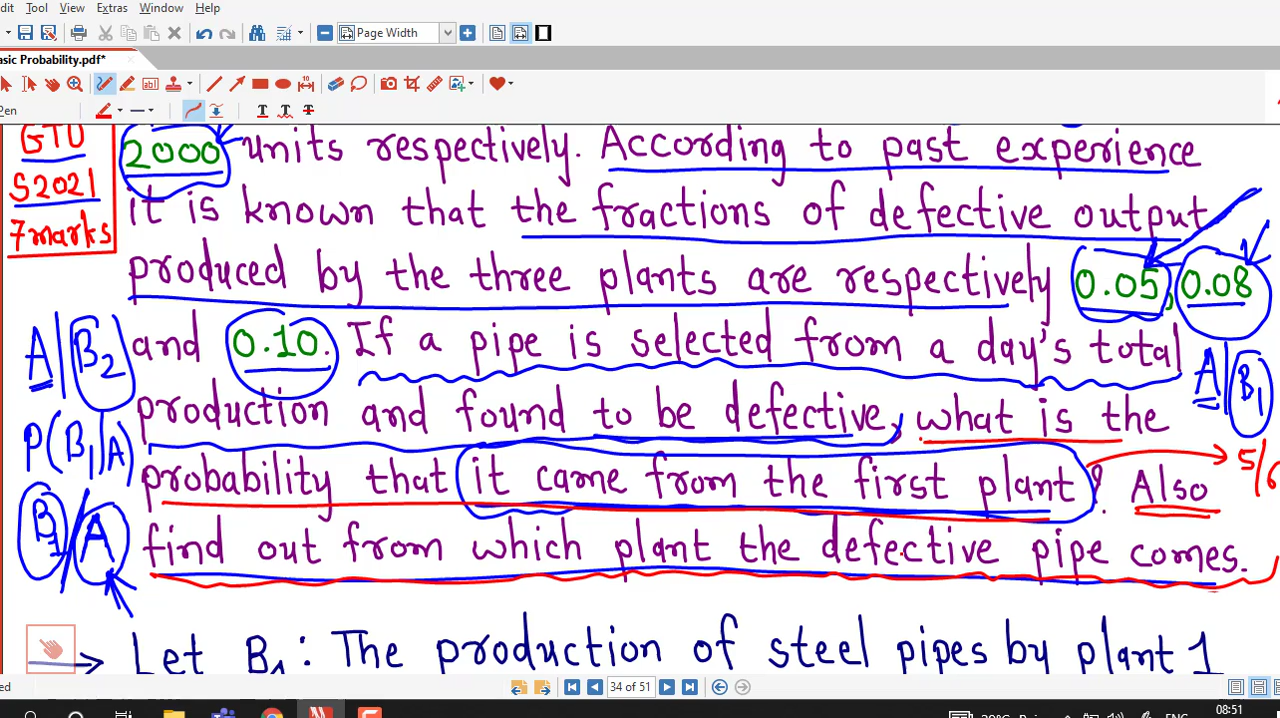 dit Tool View Extras Window Help
Page Width
asic Probability.pdf*
Pen
GTU
S2021
7marks
2000 units respectively. According to past experience
it is known that the fractions of defective output
produced by the three plants are respectively 0.05, 0.08
and 0.10. If a pipe is selected from a day's total
production and found to be defective, what is the
probability that it came from the first plant? Also
find out from which plant the defective pipe comes.
A|B2
P(B1|A)
B1/A
A|B1
5/6
→ Let B1 : The production of steel pipes by plant 1
ed
34 of 51
ENG
08:51